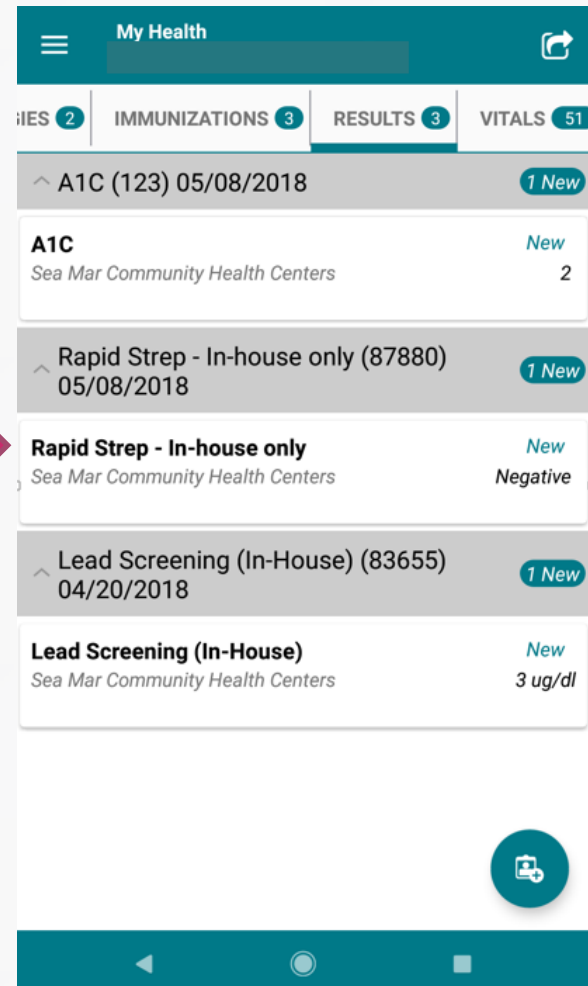 My Health
IES 2 IMMUNIZATIONS 3 RESULTS 3 VITALS 51
A1C (123) 05/08/2018 1 New
A1C New
Sea Mar Community Health Centers 2
Rapid Strep - In-house only (87880)
05/08/2018 1 New
Rapid Strep - In-house only New
Sea Mar Community Health Centers Negative
Lead Screening (In-House) (83655)
04/20/2018 1 New
Lead Screening (In-House) New
Sea Mar Community Health Centers 3 ug/dl